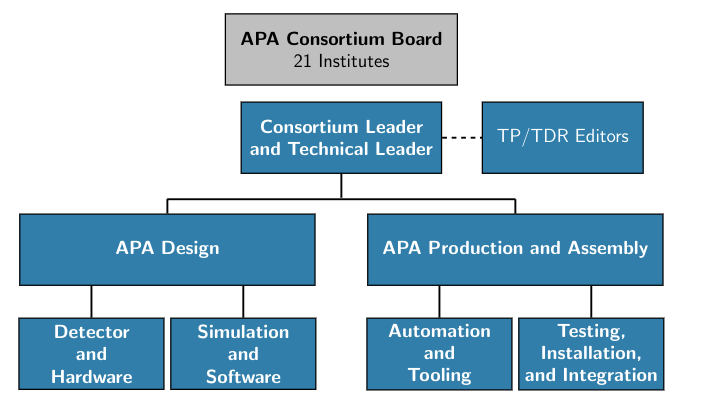 APA Consortium Board
21 Institutes
Consortium Leader
and Technical Leader
TP/TDR Editors
APA Design
APA Production and Assembly
Detector
and
Hardware
Simulation
and
Software
Automation
and
Tooling
Testing,
Installation,
and Integration